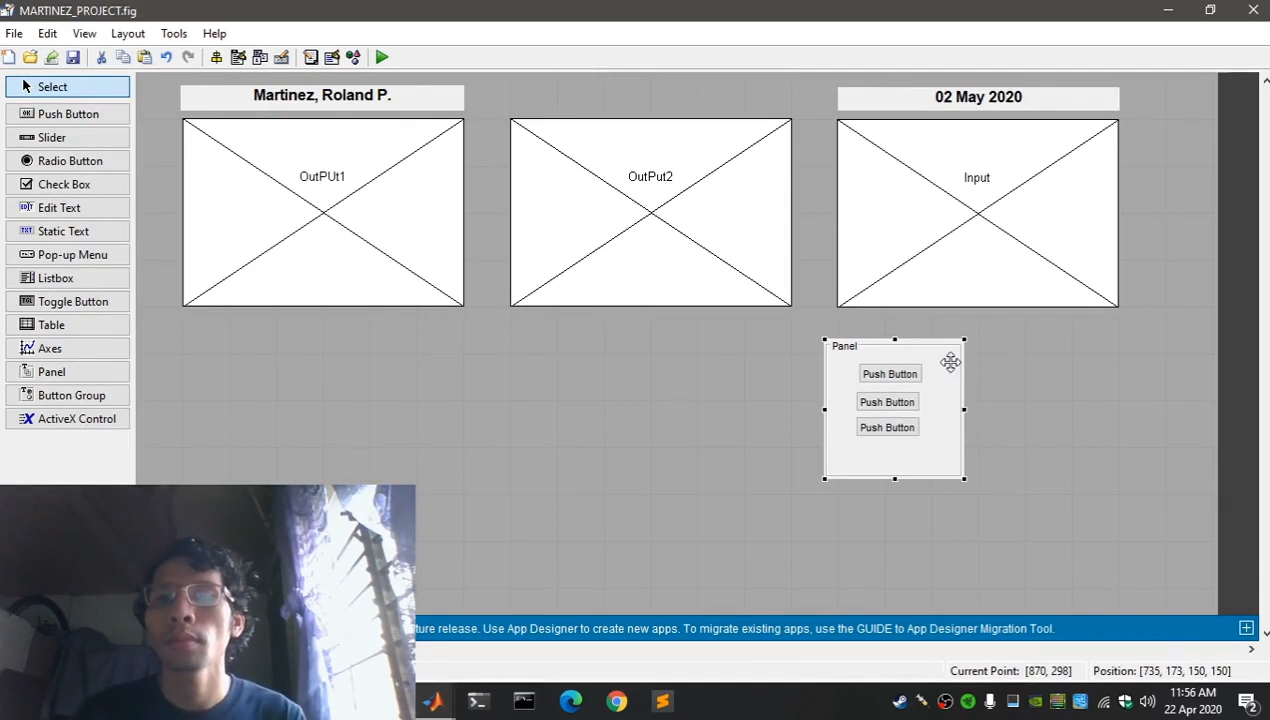 MARTINEZ_PROJECT.fig
File Edit View Layout Tools Help
Select
Push Button
Slider
Radio Button
Check Box
Edit Text
Static Text
Pop-up Menu
Listbox
Toggle Button
Table
Axes
Panel
Button Group
ActiveX Control
Martinez, Roland P.
02 May 2020
OutPUt1
OutPut2
Input
Panel
Push Button
Push Button
Push Button
ture release. Use App Designer to create new apps. To migrate existing apps, use the GUIDE to App Designer Migration Tool.
Current Point: [870, 298] Position: [735, 173, 150, 150]
11:56 AM
22 Apr 2020
2